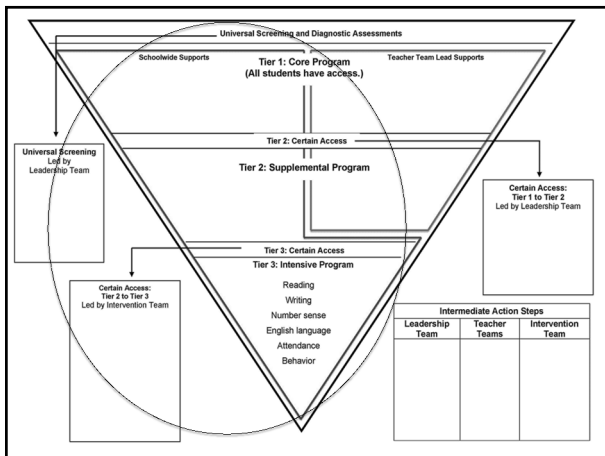 Universal Screening and Diagnostic Assessments
Schoolwide Supports
Teacher Team Lead Supports
Tier 1: Core Program
(All students have access.)
Tier 2: Certain Access
Tier 2: Supplemental Program
Universal Screening
Led by
Leadership Team
Certain Access:
Tier 1 to Tier 2
Led by Leadership Team
Tier 3: Certain Access
Tier 3: Intensive Program
Reading
Writing
Number sense
English language
Attendance
Behavior
Certain Access:
Tier 2 to Tier 3
Led by Intervention Team
Intermediate Action Steps
Leadership Team
Teacher Teams
Intervention Team